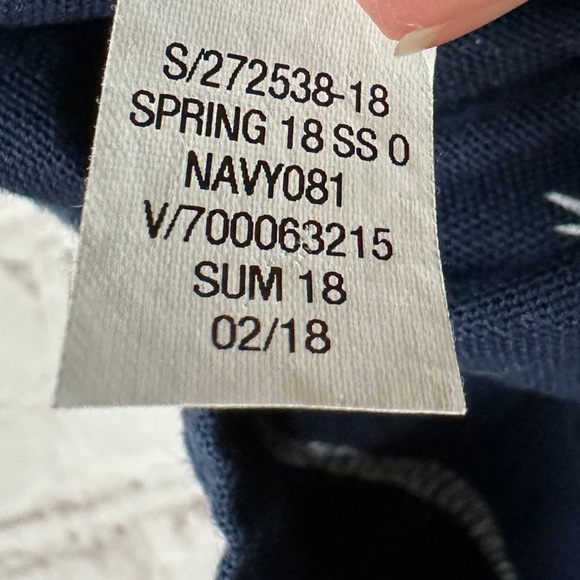 S/272538-18
SPRING 18 SS 0
NAVY081
V/700063215
SUM 18
02/18